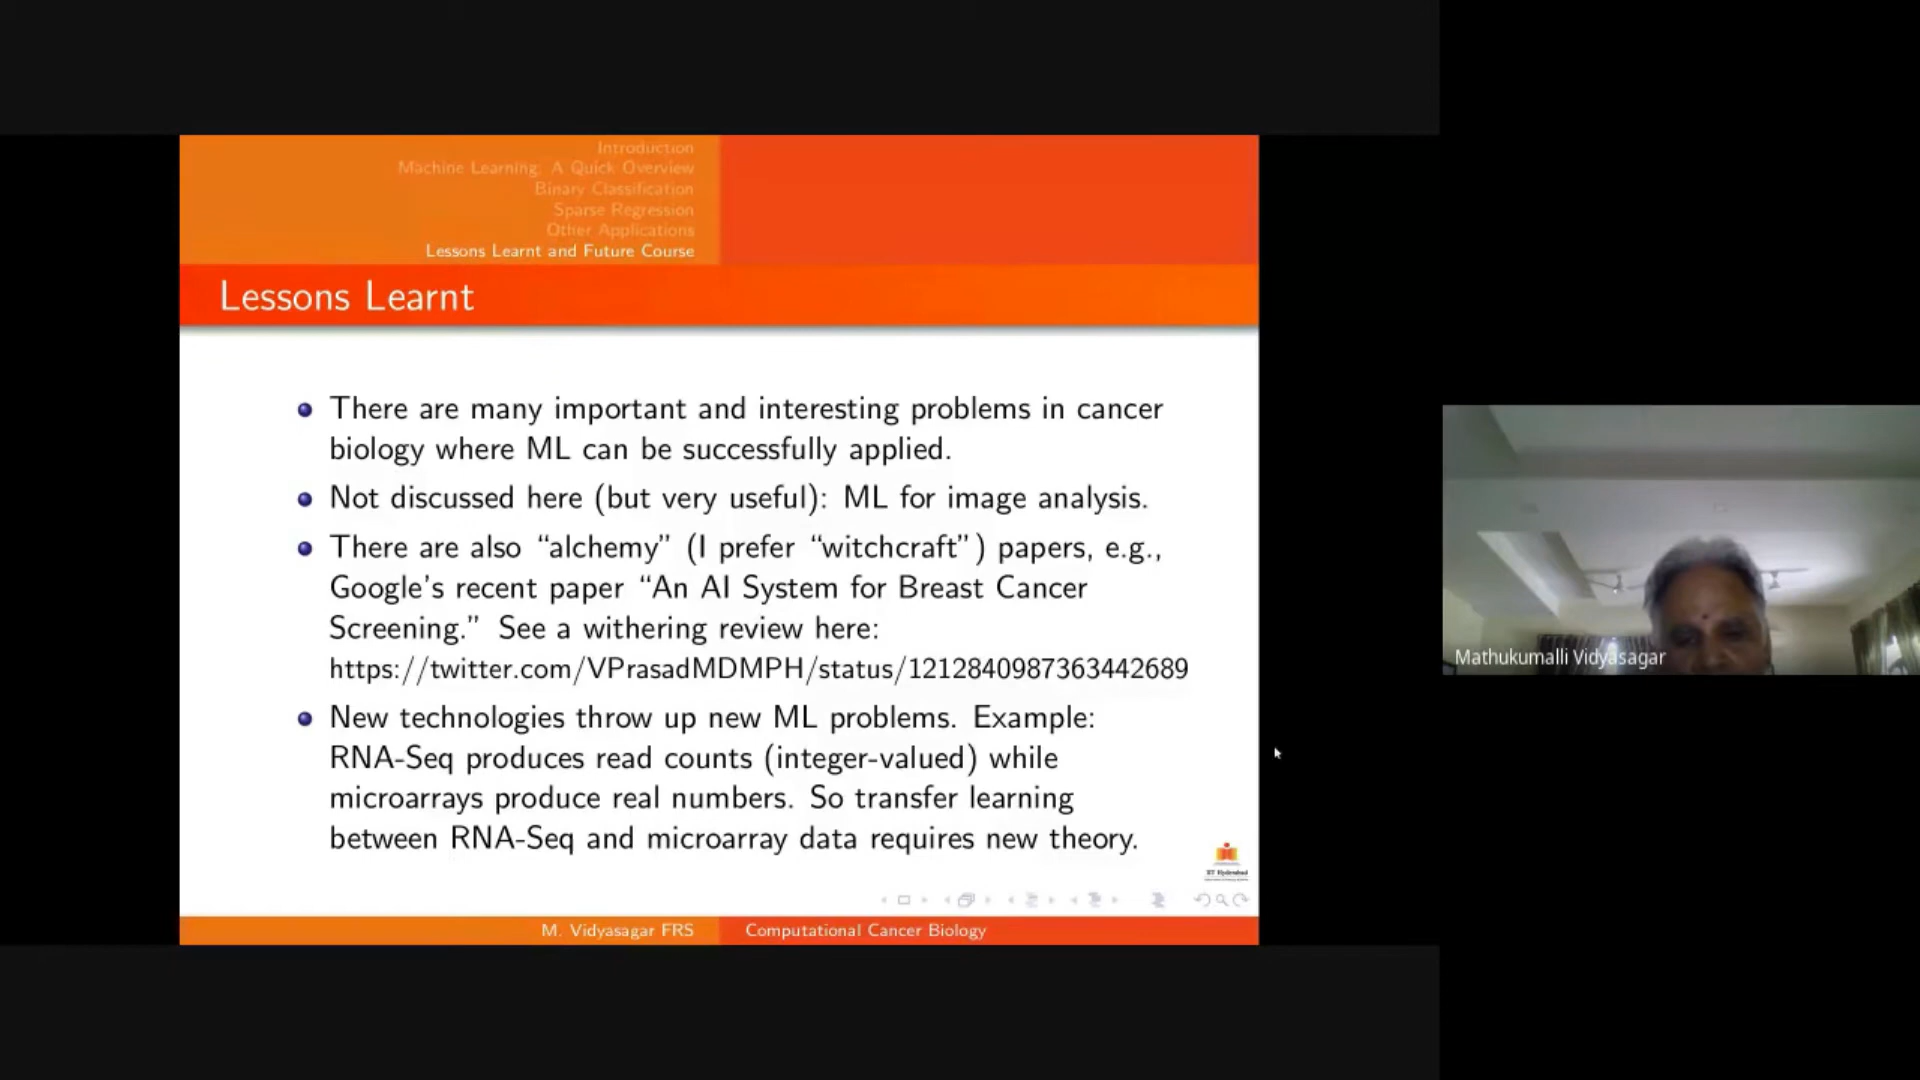 Introduction
Machine Learning: A Quick Overview
Binary Classification
Sparse Regression
Other Applications
Lessons Learnt and Future Course
Lessons Learnt
There are many important and interesting problems in cancer
biology where ML can be successfully applied.
Not discussed here (but very useful): ML for image analysis.
There are also “alchemy” (I prefer “witchcraft”) papers, e.g.,
Google's recent paper “An AI System for Breast Cancer
Screening.” See a withering review here:
https://twitter.com/VPrasadMDMPH/status/1212840987363442689
New technologies throw up new ML problems. Example:
RNA-Seq produces read counts (integer-valued) while
microarrays produce real numbers. So transfer learning
between RNA-Seq and microarray data requires new theory.
M. Vidyasagar FRS
Computational Cancer Biology
Mathukumalli Vidyasagar